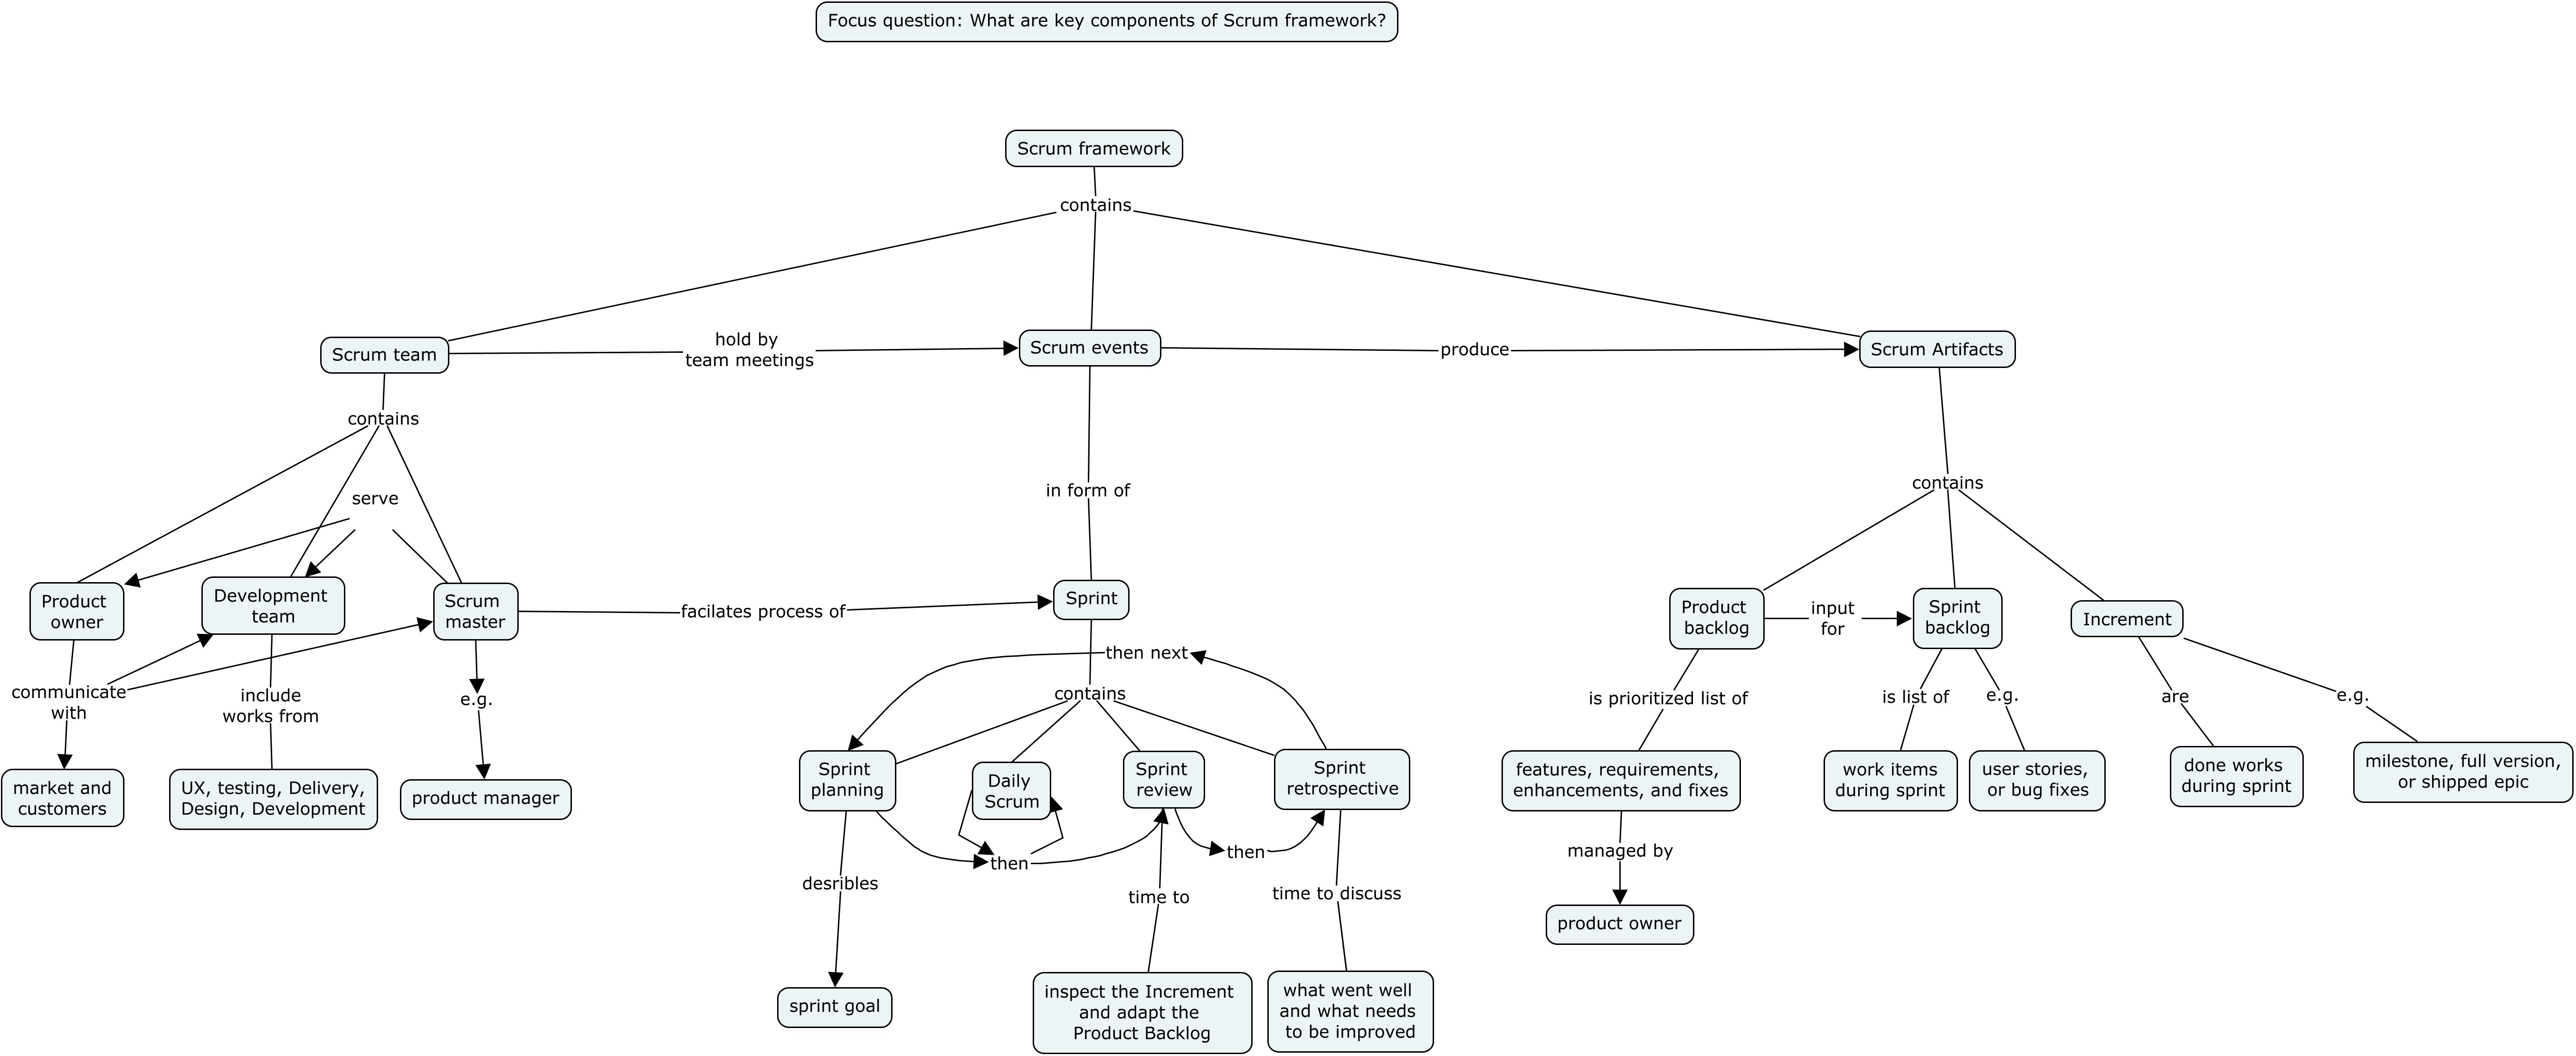 Focus question: What are key components of Scrum framework?
Scrum framework
contains
Scrum team
hold by
team meetings
Scrum events
produce
Scrum Artifacts
contains
serve
in form of
contains
Product
owner
Development
team
Scrum
master
facilates process of
Sprint
Product
backlog
input
for
Sprint
backlog
Increment
communicate
with
include
works from
e.g.
then next
contains
is prioritized list of
is list of
e.g.
are
e.g.
market and
customers
UX, testing, Delivery,
Design, Development
product manager
Sprint
planning
Daily
Scrum
Sprint
review
Sprint
retrospective
features, requirements,
enhancements, and fixes
work items
during sprint
user stories,
or bug fixes
done works
during sprint
milestone, full version,
or shipped epic
then
then
managed by
desribles
time to
time to discuss
product owner
sprint goal
inspect the Increment
and adapt the
Product Backlog
what went well
and what needs
to be improved